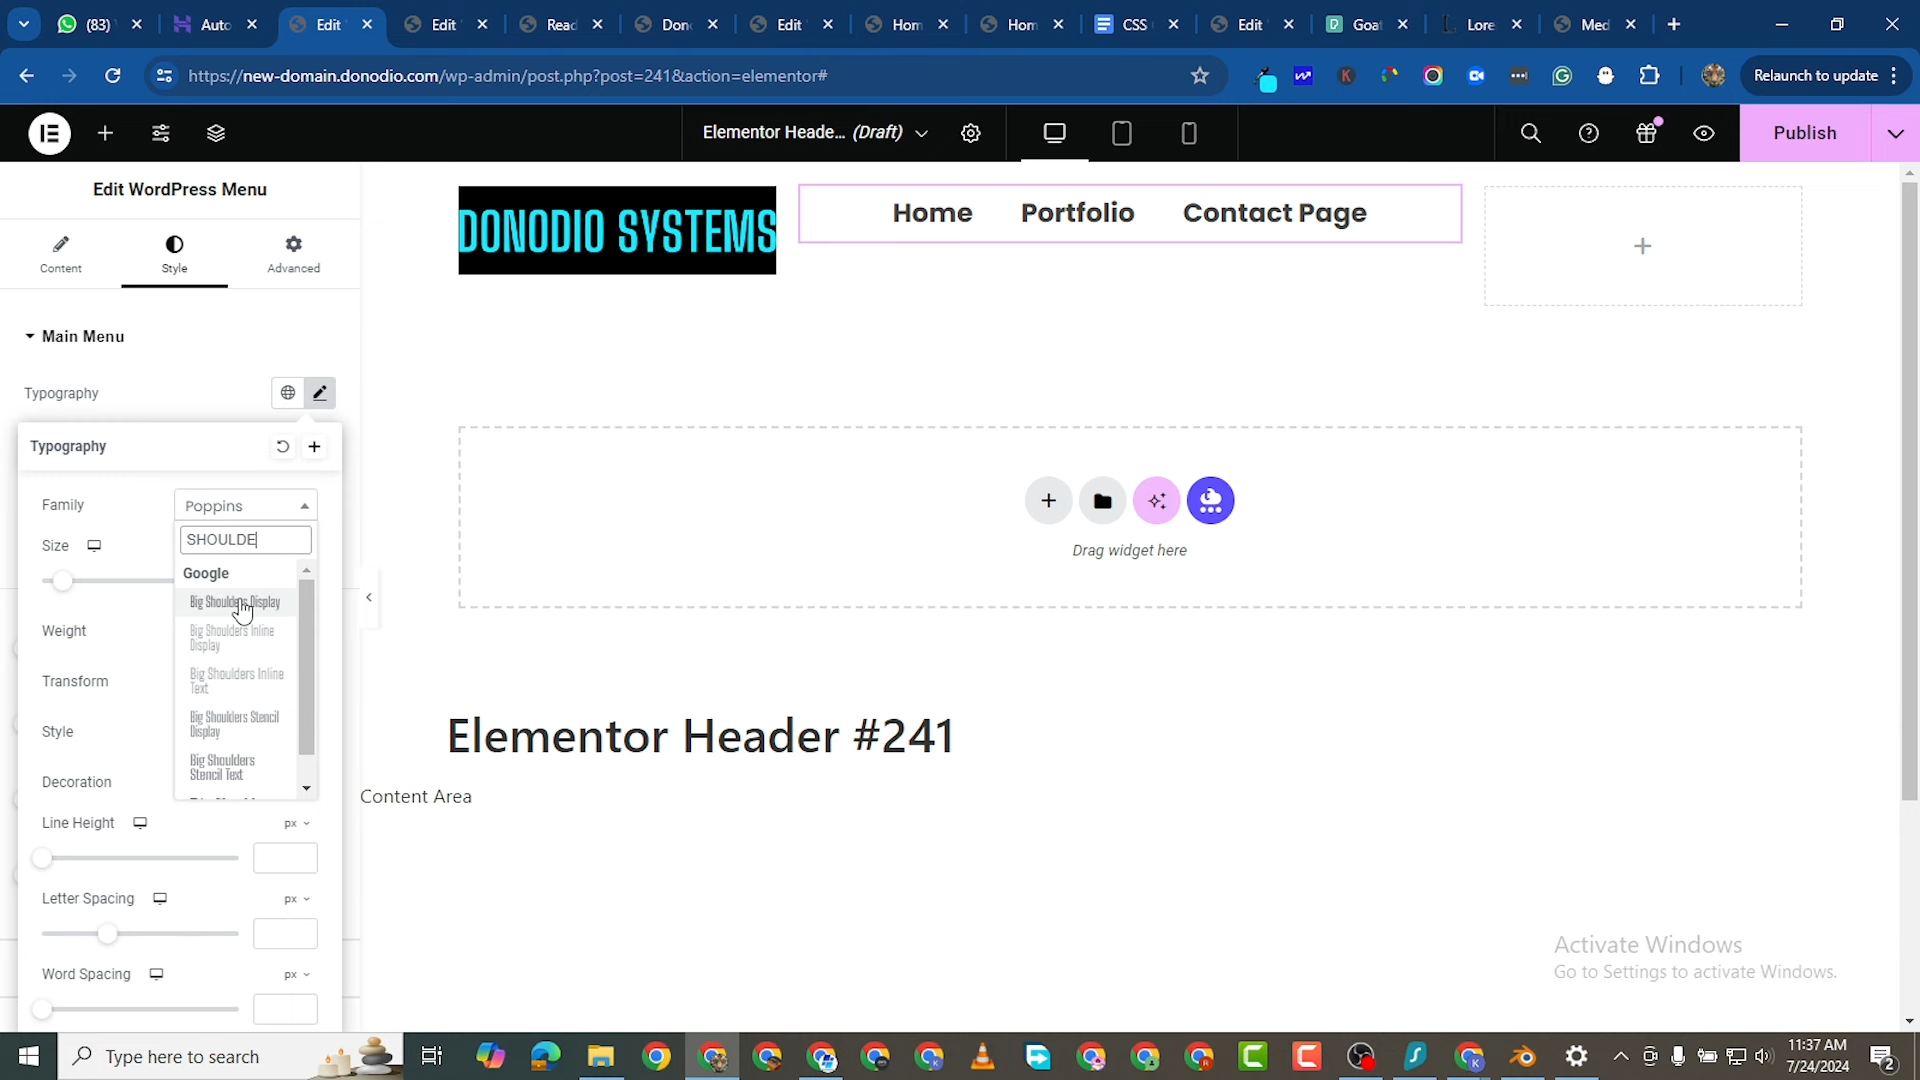 (83)
Auto
Edit
Edit
Read
Dono
Edit
Hom
Hom
CSS
Edit
Goat
Lore
Med
https://new-domain.donodio.com/wp-admin/post.php?post=241&action=elementor#
Relaunch to update
Elementor Heade... (Draft)
Publish
Edit WordPress Menu
Content
Style
Advanced
DONODIO SYSTEMS
Home
Portfolio
Contact Page
Main Menu
Typography
Typography
Family
Poppins
SHOULDE
Size
Google
Big Shoulders Display
Big Shoulders Inline
Display
Big Shoulders Inline
Text
Big Shoulders Stencil
Display
Big Shoulders
Stencil Text
Weight
Transform
Style
Decoration
Line Height
px
Letter Spacing
px
Word Spacing
px
Drag widget here
Elementor Header #241
Content Area
Activate Windows
Go to Settings to activate Windows.
Type here to search
11:37 AM
7/24/2024
2